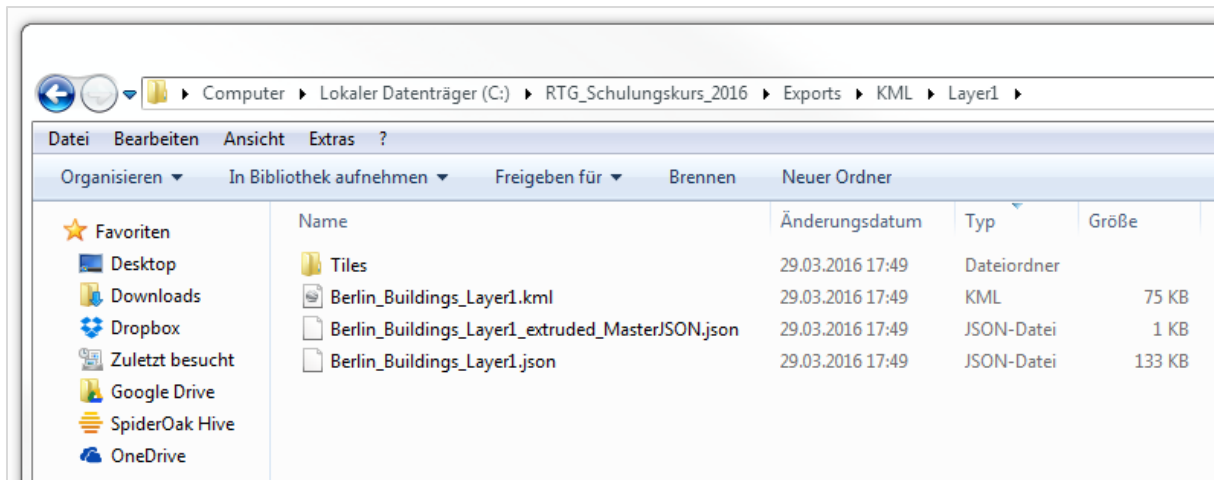 Computer Lokaler Datenträger (C:) RTG_Schulungskurs_2016 Exports KML Layer1
Datei Bearbeiten Ansicht Extras ?
Organisieren In Bibliothek aufnehmen Freigeben für Brennen Neuer Ordner
Name Änderungsdatum Typ Größe
Favoriten
Desktop
Downloads
Dropbox
Zuletzt besucht
Google Drive
SpiderOak Hive
OneDrive
Tiles 29.03.2016 17:49 Dateiordner
Berlin_Buildings_Layer1.kml 29.03.2016 17:49 KML 75 KB
Berlin_Buildings_Layer1_extruded_MasterJSON.json 29.03.2016 17:49 JSON-Datei 1 KB
Berlin_Buildings_Layer1.json 29.03.2016 17:49 JSON-Datei 133 KB